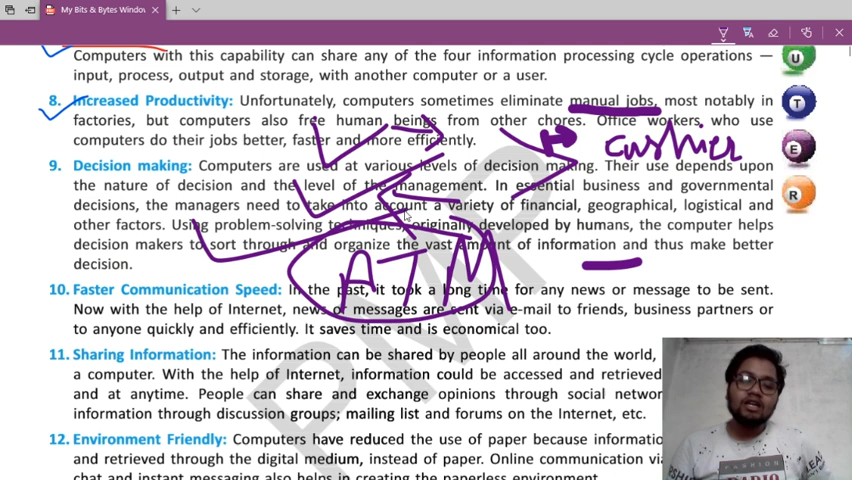 My Bits & Bytes Window
Computers with this capability can share any of the four information processing cycle operations —
input, process, output and storage, with another computer or a user.
8. Increased Productivity: Unfortunately, computers sometimes eliminate manual jobs, most notably in
factories, but computers also free human beings from other chores. Office workers who use
computers do their jobs better, faster and more efficiently.
cashier
9. Decision making: Computers are used at various levels of decision making. Their use depends upon
the nature of decision and the level of the management. In essential business and governmental
decisions, the managers need to take into account a variety of financial, geographical, logistical and
other factors. Using problem-solving techniques, originally developed by humans, the computer helps
decision makers to sort through and organize the vast amount of information and thus make better
decision.
ATM
10. Faster Communication Speed: In the past, it took a long time for any news or message to be sent.
Now with the help of Internet, news or messages are sent via e-mail to friends, business partners or
to anyone quickly and efficiently. It saves time and is economical too.
11. Sharing Information: The information can be shared by people all around the world,
a computer. With the help of Internet, information could be accessed and retrieved
and at anytime. People can share and exchange opinions through social networ
information through discussion groups; mailing list and forums on the Internet, etc.
12. Environment Friendly: Computers have reduced the use of paper because informatio
and retrieved through the digital medium, instead of paper. Online communication via
chat and instant messaging also helps in creating the paperless environment.
U
T
E
R
PMP
FASHION
RADIO